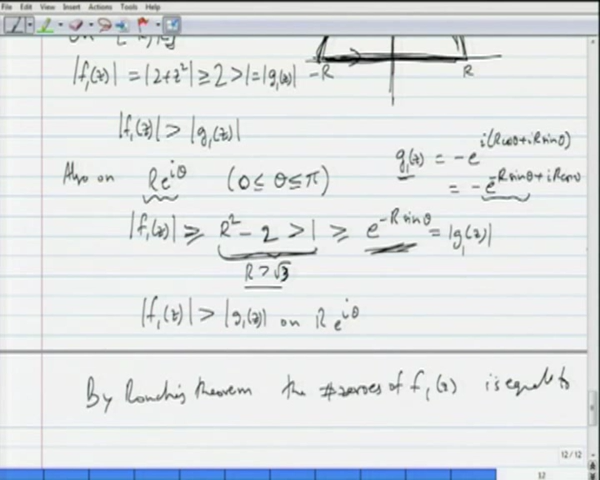 File Edit View Insert Actions Tools Help
on [-R, R]
|f₁(z)| = |2+z²| ≥ 2 > 1 = |g₁(z)|
-R R
|f₁(z)| > |g₁(z)|
Also on Re^{iθ} (0 ≤ θ ≤ π)
g₁(z) = -e^{i(Rcosθ+iRsinθ)}
= -e^{-Rsinθ+iRcosθ}
|f₁(z)| ≥ R² - 2 > 1 ≥ e^{-R sinθ} = |g₁(z)|
R > √3
|f₁(z)| > |g₁(z)| on R e^{iθ}
By Rouche's theorem the # zeroes of f₁(z) is equal to
12/12
12